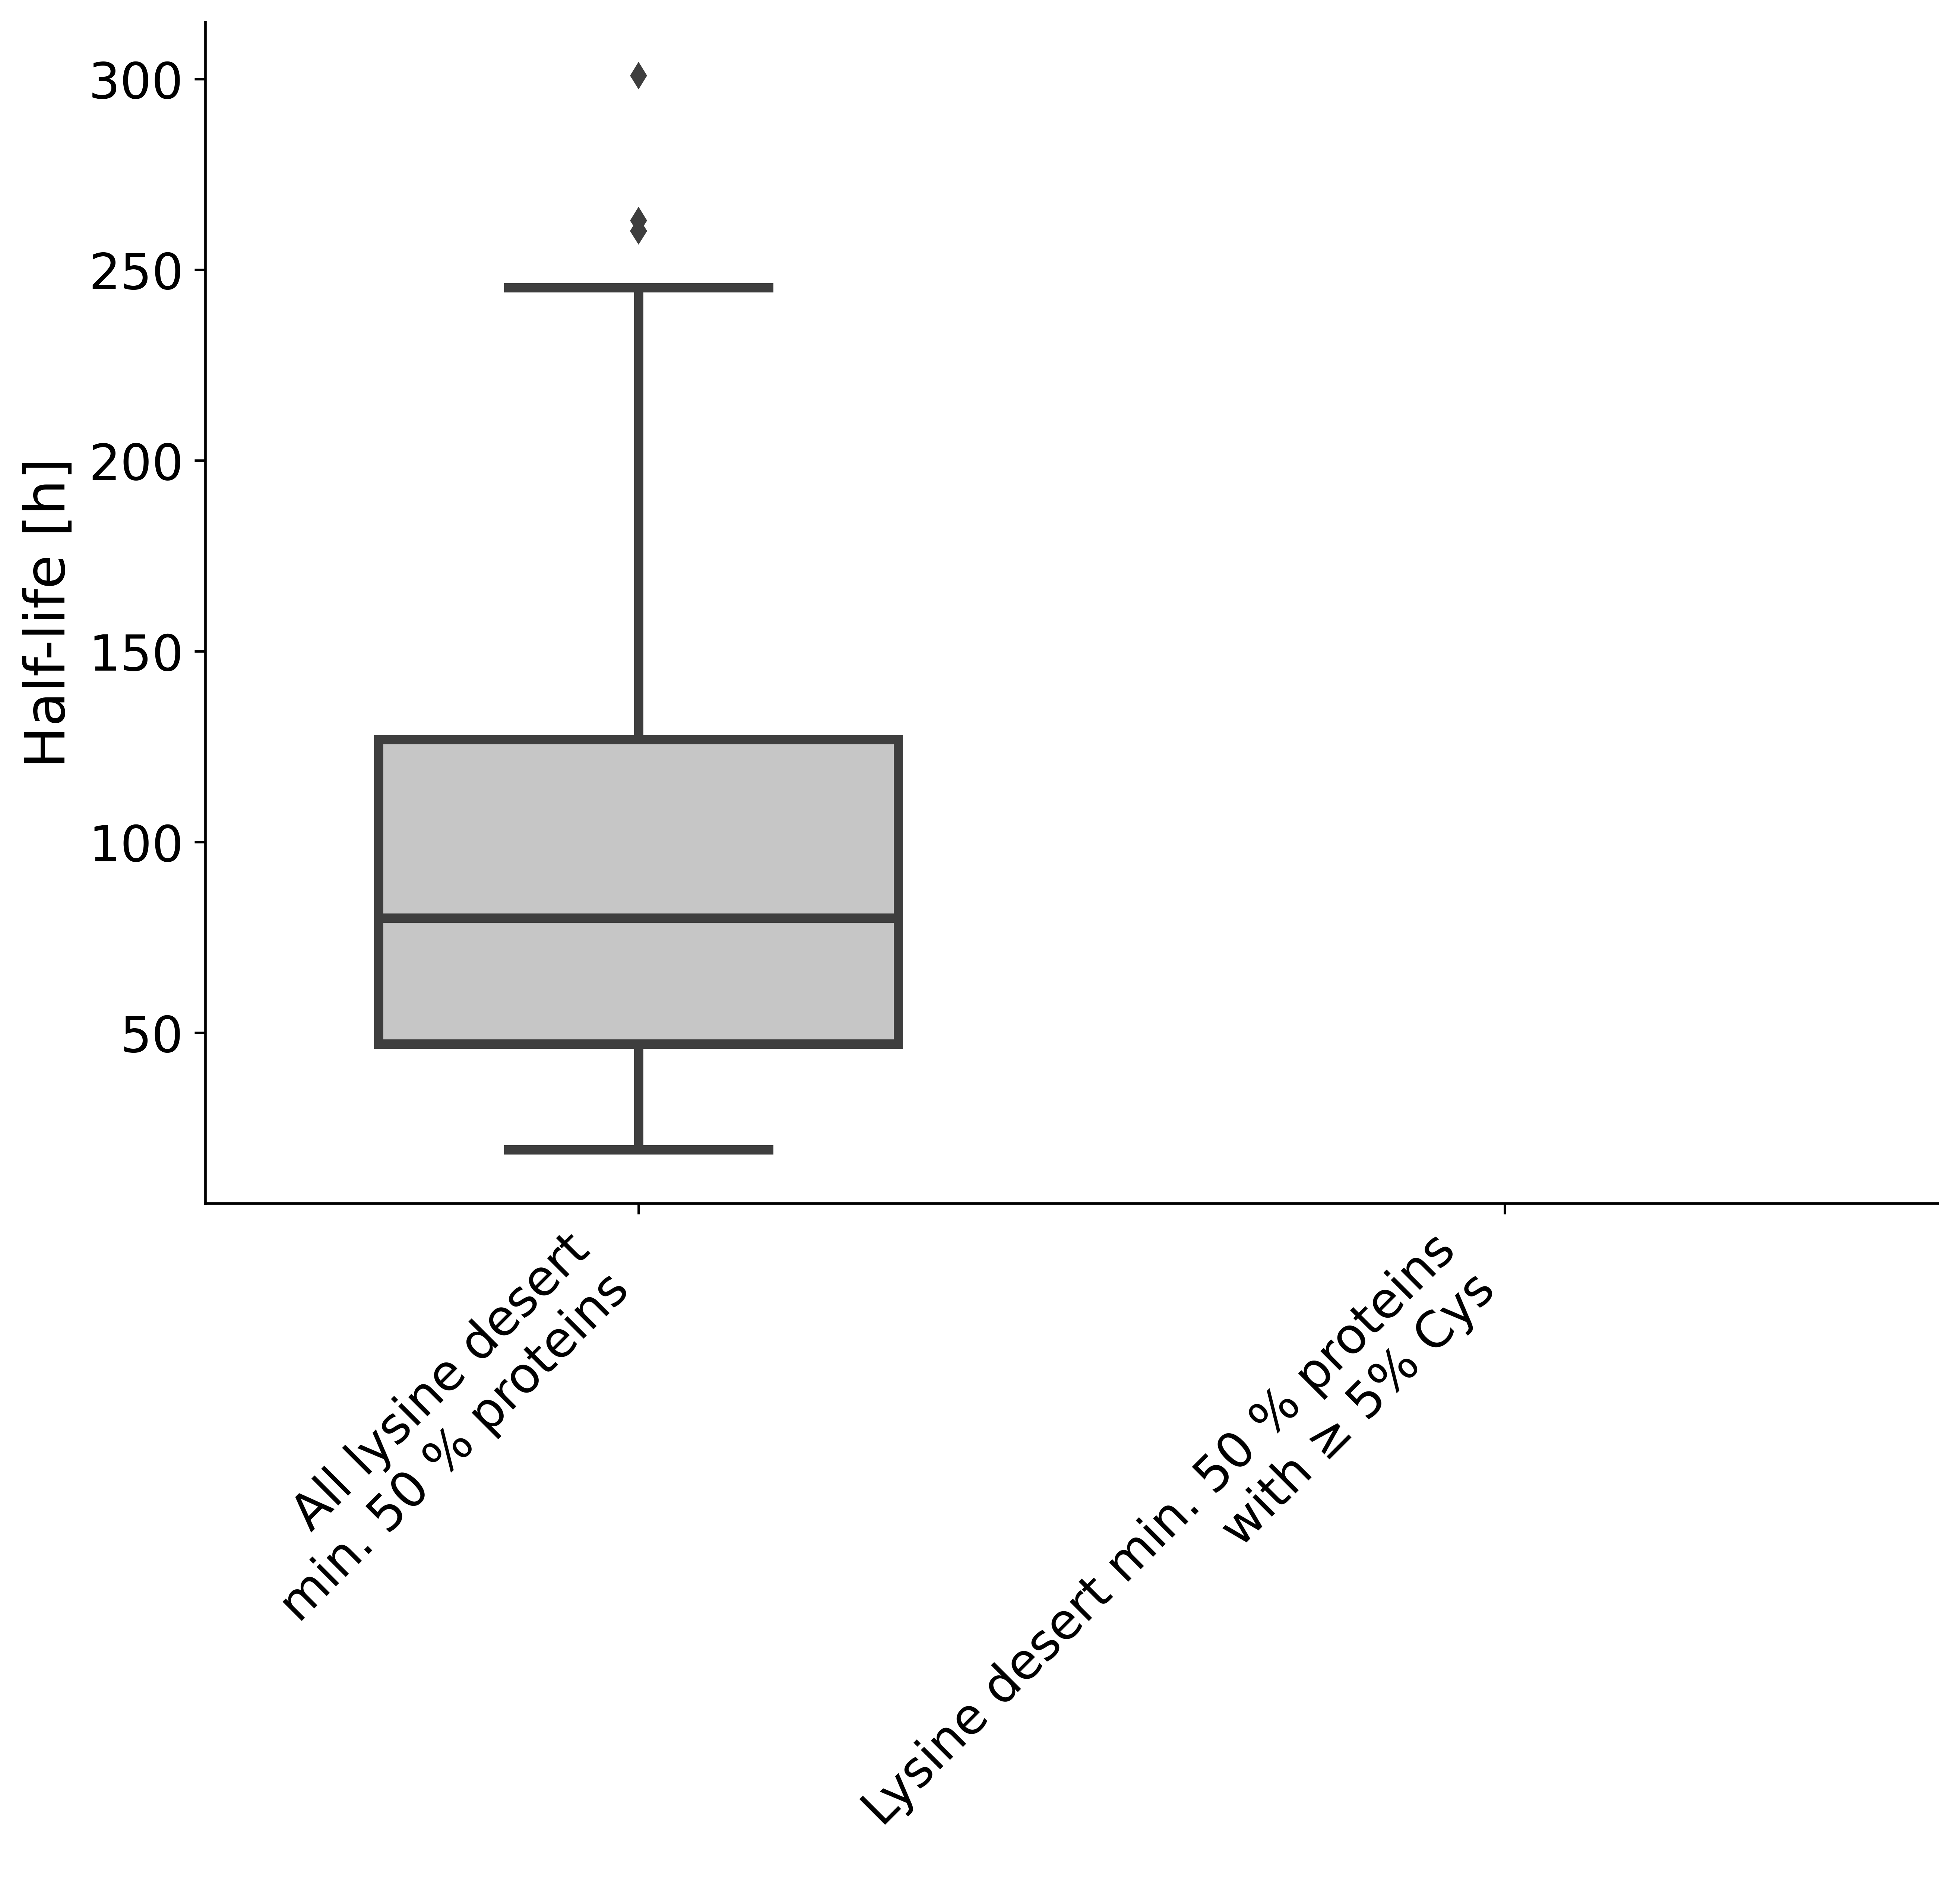 Half-life [h]
300
250
200
150
100
50
All lysine desert
min. 50 % proteins
Lysine desert min. 50 % proteins
with ≥ 5% Cys